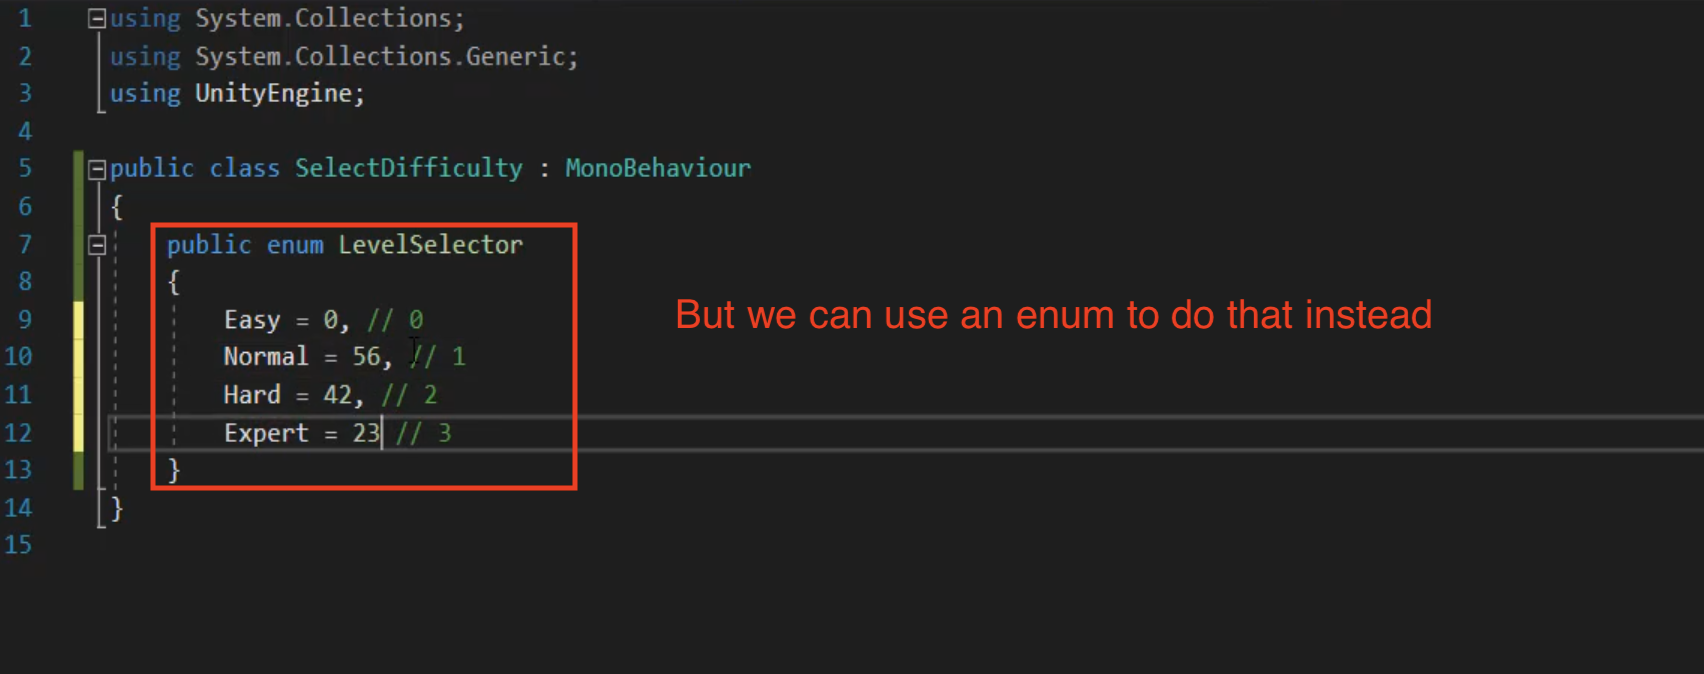 1 using System.Collections;
2 using System.Collections.Generic;
3 using UnityEngine;
4
5 public class SelectDifficulty : MonoBehaviour
6 {
7 public enum LevelSelector
8 {
9 Easy = 0, // 0
But we can use an enum to do that instead
10 Normal = 56, // 1
11 Hard = 42, // 2
12 Expert = 23 // 3
13 }
14 }
15